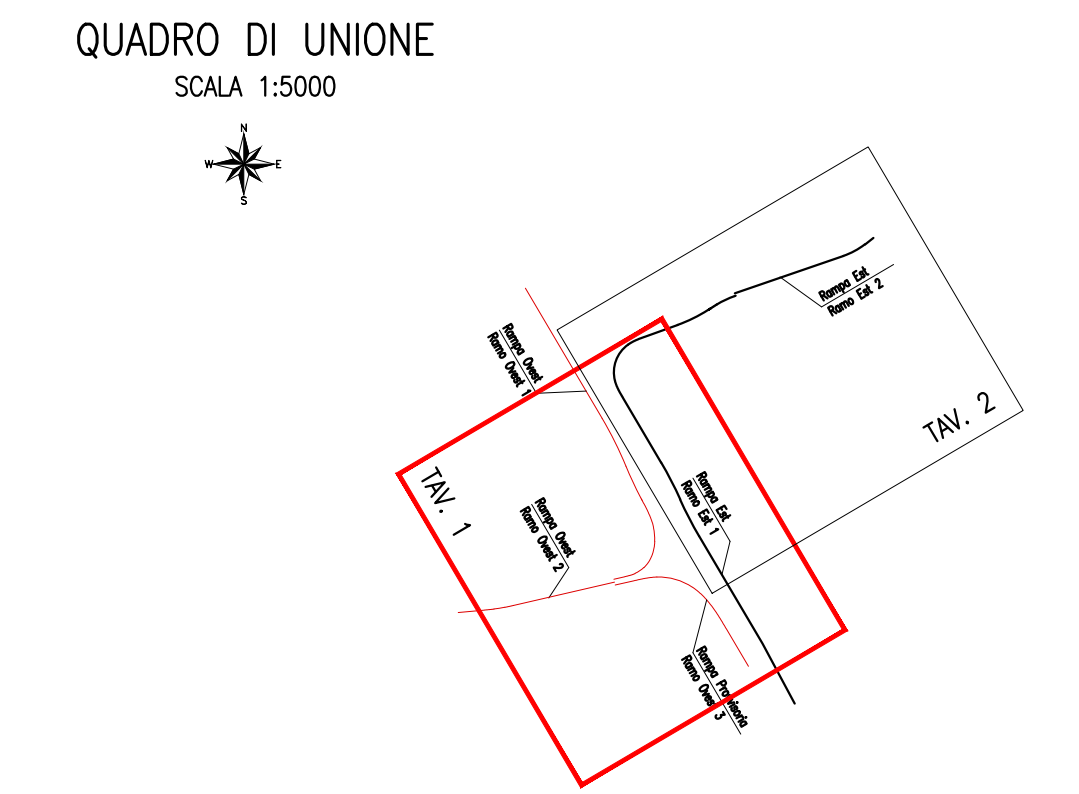 QUADRO DI UNIONE
SCALA 1:5000
N
W E
S
Rampa Est
Ramo Est 2
Rampa Ovest
Ramo Ovest 1
TAV. 2
TAV. 1
Rampa Est
Ramo Est 1
Rampa Ovest
Ramo Ovest 2
Rampa Provvisoria
Ramo Ovest 3